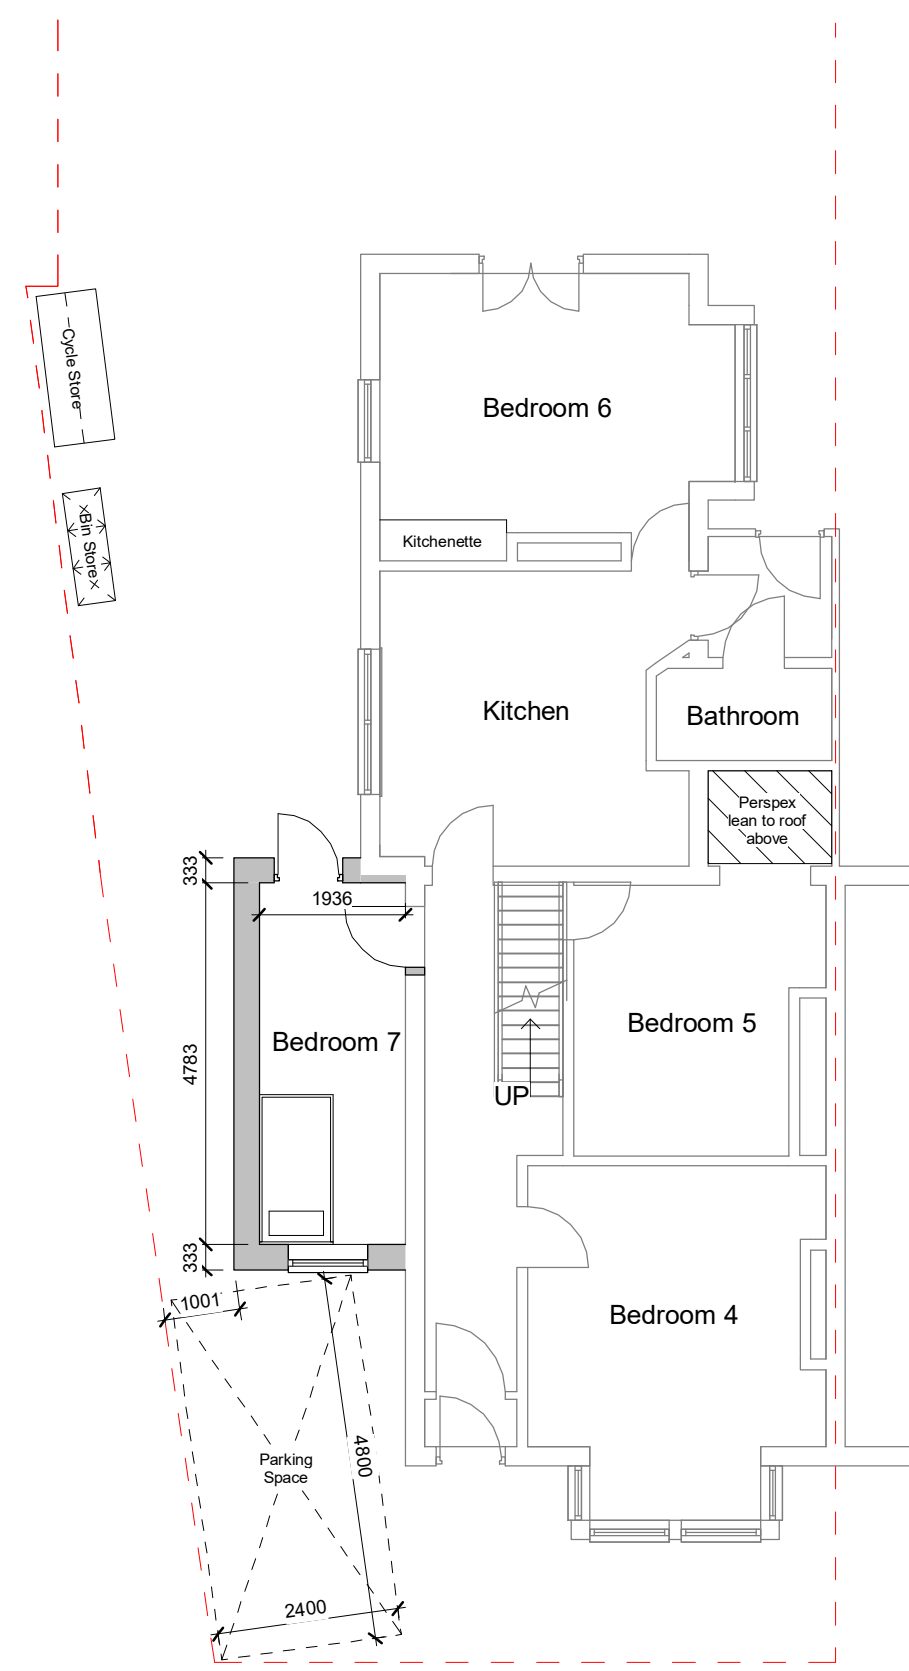 Cycle Store
Bin Store
Bedroom 6
Kitchenette
Kitchen
Bathroom
Perspex
lean to roof
above
333
1936
4783
Bedroom 7
Bedroom 5
UP
333
1001
Bedroom 4
4800
Parking
Space
2400